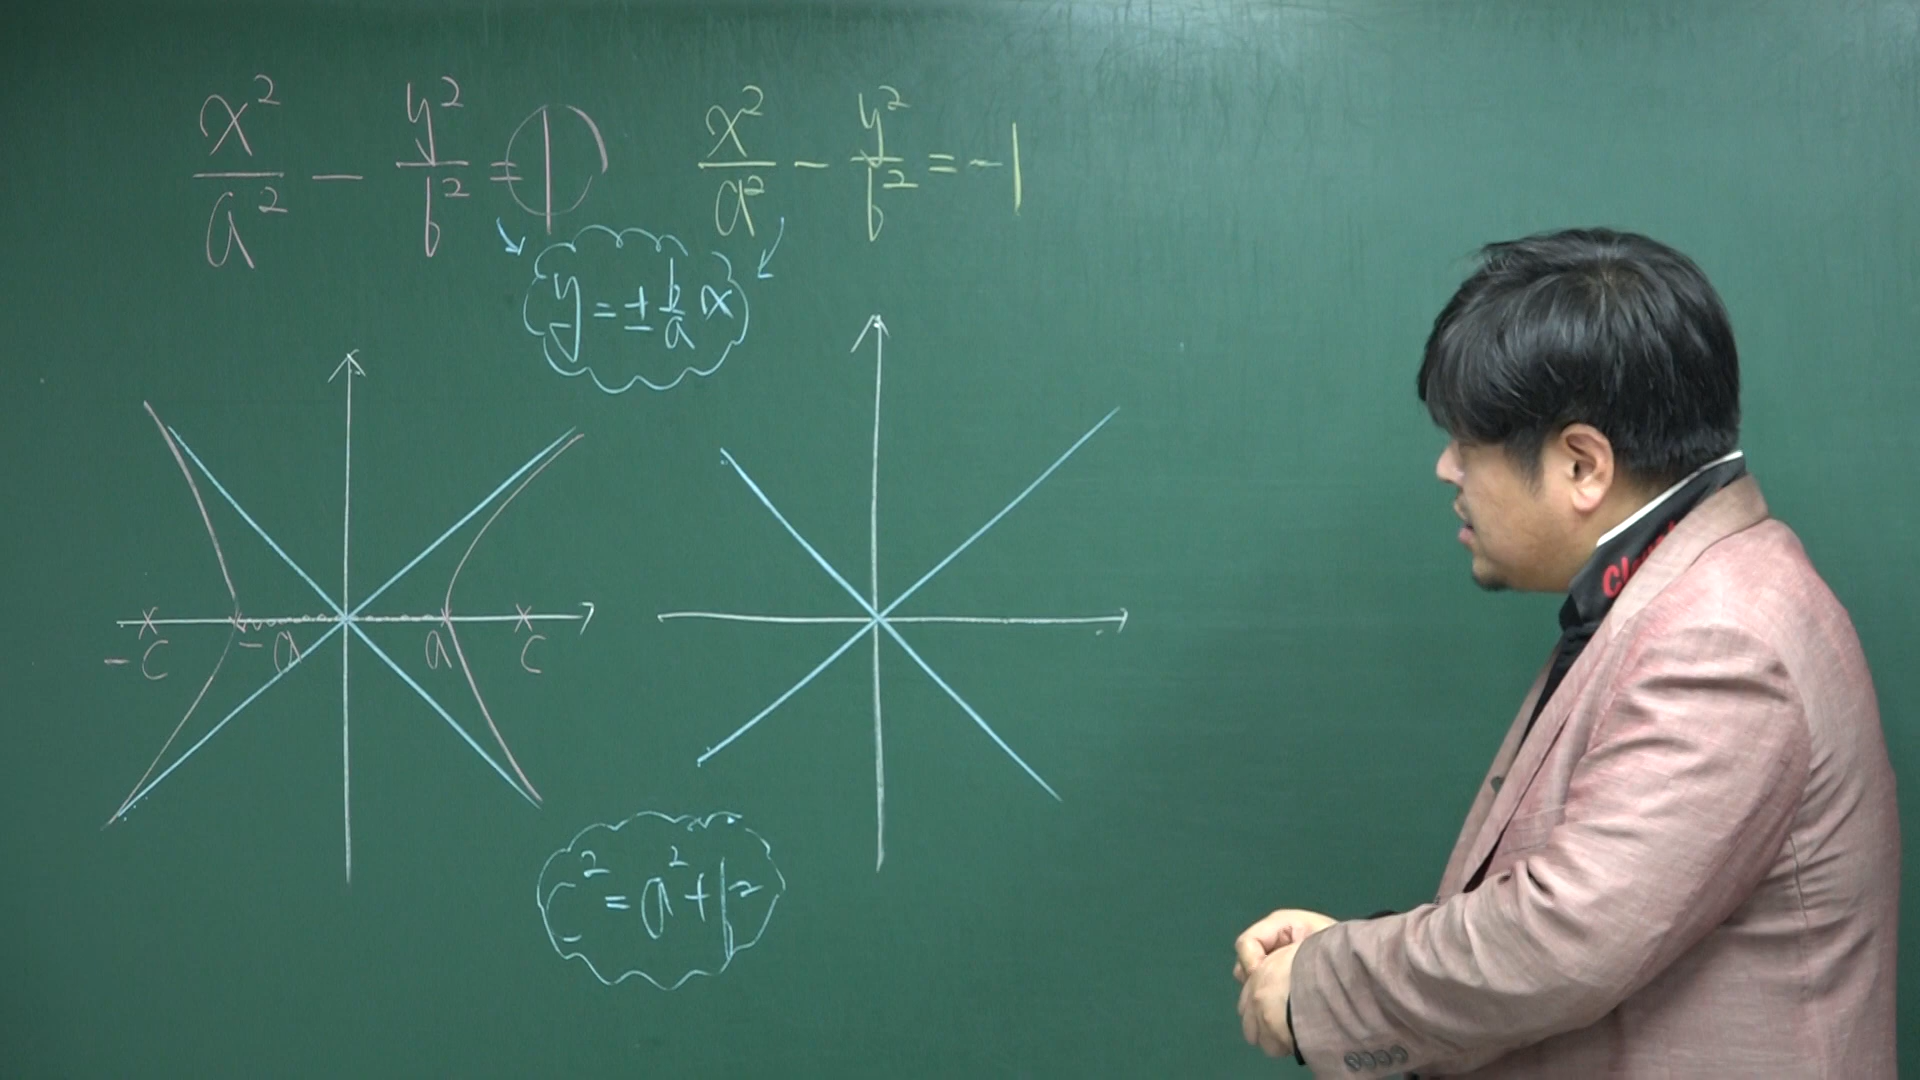 x²/a² − y²/b² = 1
x²/a² − y²/b² = −1
y = ± b/a x
−c −a a c
c² = a² + b²